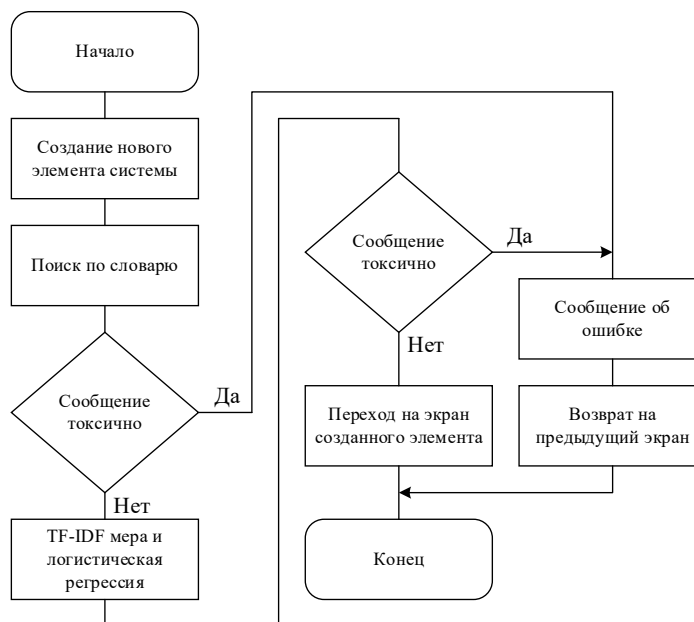 Начало
Создание нового
элемента системы
Поиск по словарю
Сообщение
токсично
Да
Нет
TF-IDF мера и
логистическая
регрессия
Сообщение
токсично
Да
Нет
Сообщение об
ошибке
Переход на экран
созданного элемента
Возврат на
предыдущий экран
Конец